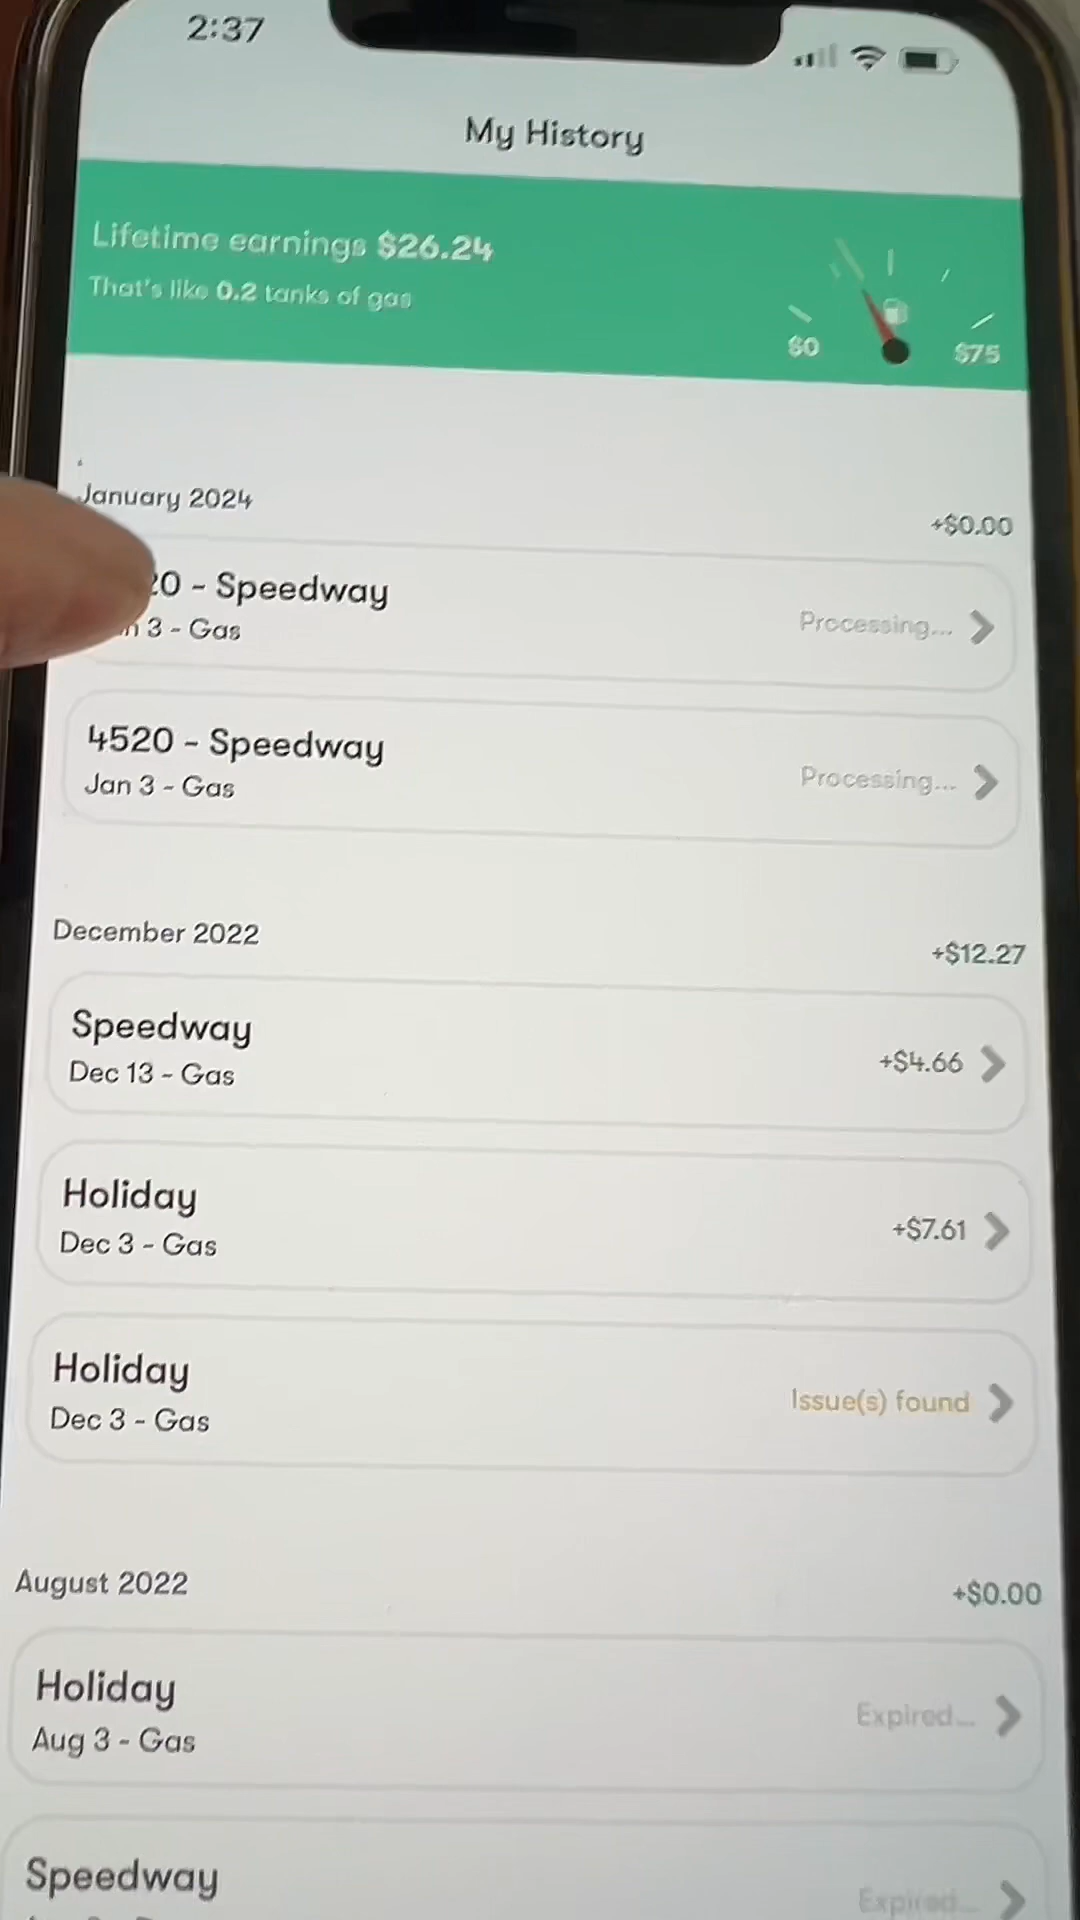 2:37
My History
Lifetime earnings $26.24
That's like 0.2 tanks of gas
$0
$75
January 2024
+$0.00
20 - Speedway
3 - Gas
Processing...
4520 - Speedway
Jan 3 - Gas
Processing...
December 2022
+$12.27
Speedway
Dec 13 - Gas
+$4.66
Holiday
Dec 3 - Gas
+$7.61
Holiday
Dec 3 - Gas
Issue(s) found
August 2022
+$0.00
Holiday
Aug 3 - Gas
Expired...
Speedway
Expired...